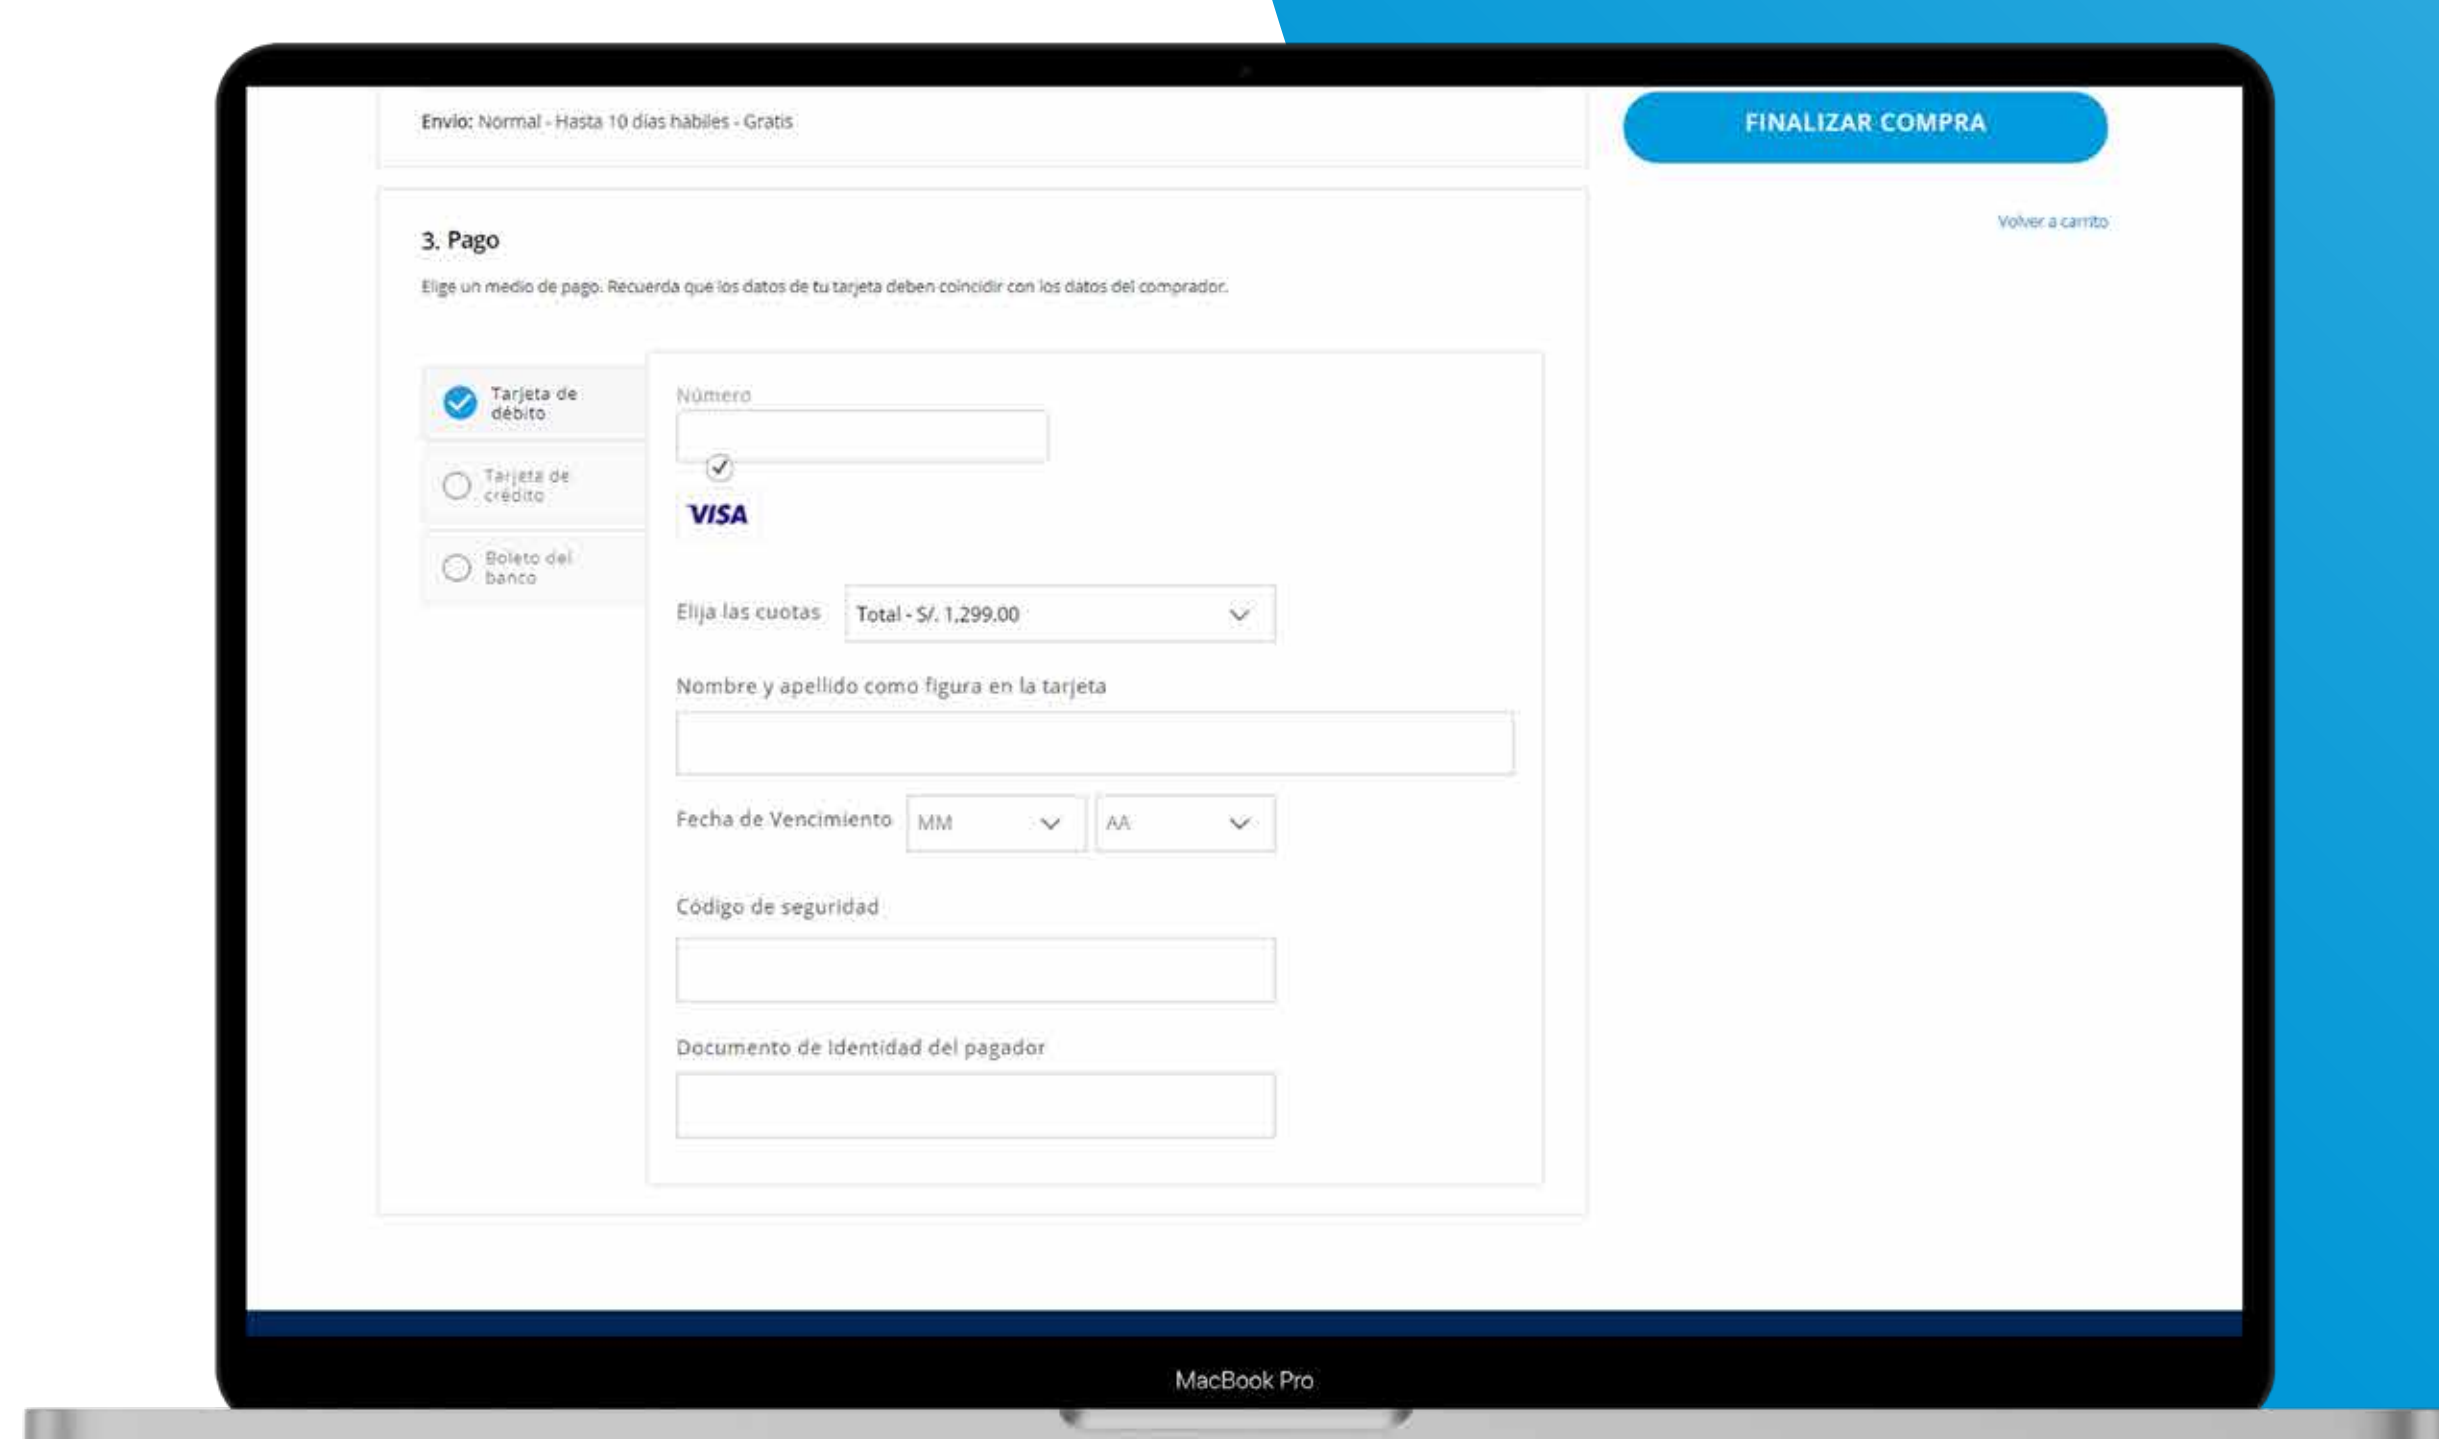 Envío: Normal - Hasta 10 días hábiles - Gratis
FINALIZAR COMPRA
Volver a carrito
3. Pago
Elige un medio de pago. Recuerda que los datos de tu tarjeta deben coincidir con los datos del comprador.
Tarjeta de
débito
Tarjeta de
crédito
Boleto del
banco
Número
VISA
Elija las cuotas
Total - S/. 1,299.00
Nombre y apellido como figura en la tarjeta
Fecha de Vencimiento
MM
AA
Código de seguridad
Documento de Identidad del pagador
MacBook Pro